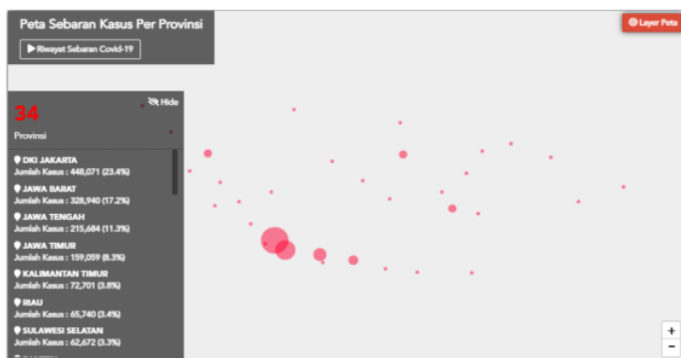 Peta Sebaran Kasus Per Provinsi
Riwayat Sebaran Covid-19
Layer Peta
Hide
34
Provinsi
DKI JAKARTA
Jumlah Kasus : 448,071 (23.4%)
JAWA BARAT
Jumlah Kasus : 328,940 (17.2%)
JAWA TENGAH
Jumlah Kasus : 215,684 (11.3%)
JAWA TIMUR
Jumlah Kasus : 159,059 (8.3%)
KALIMANTAN TIMUR
Jumlah Kasus : 72,701 (3.8%)
RIAU
Jumlah Kasus : 65,740 (3.4%)
SULAWESI SELATAN
Jumlah Kasus : 62,672 (3.3%)
+
−